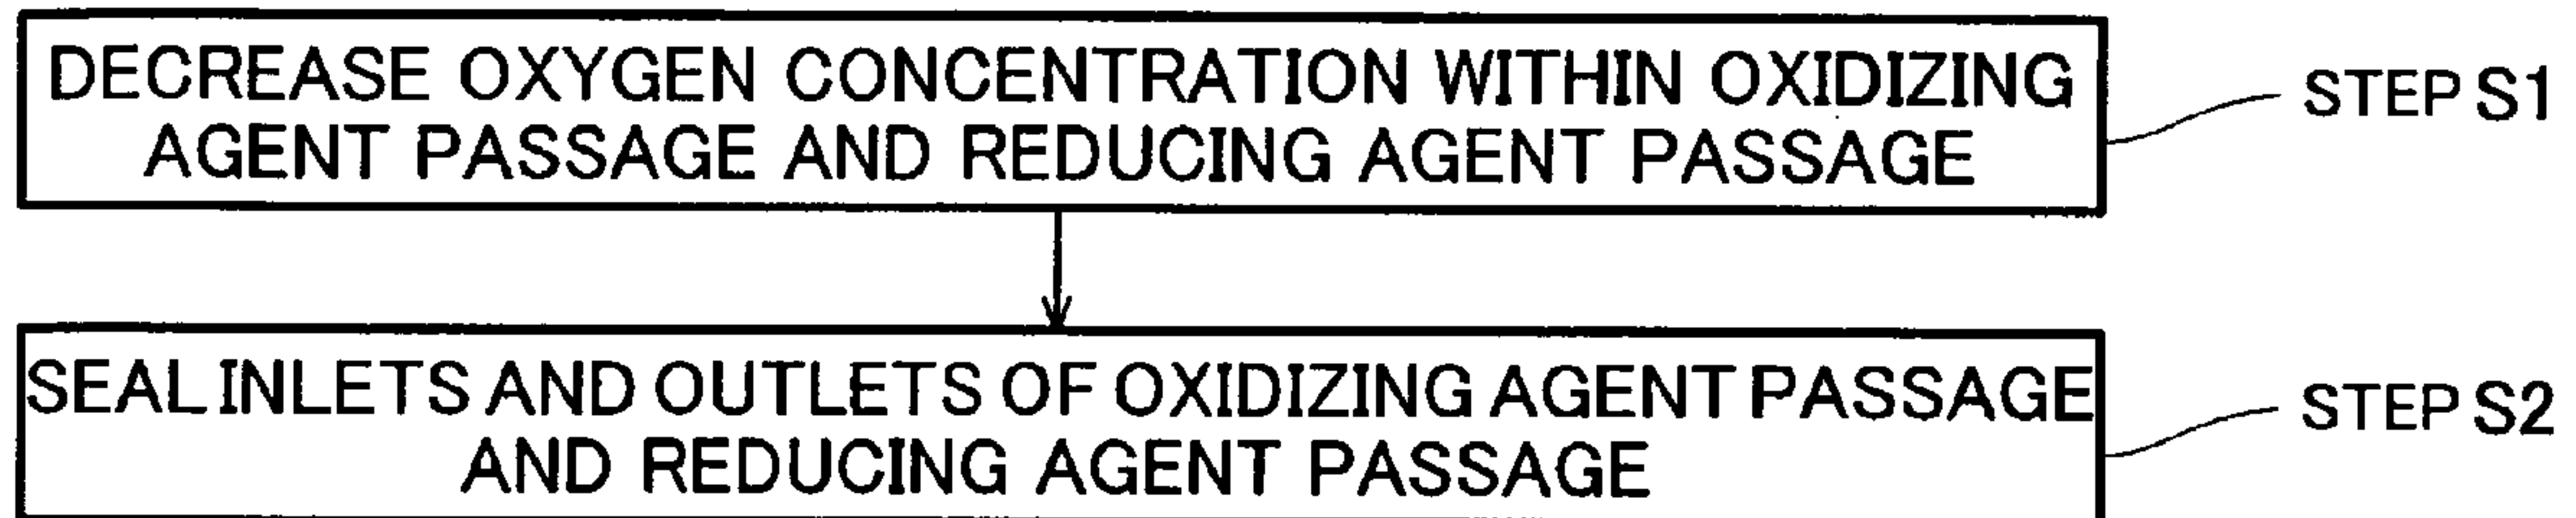 DECREASE OXYGEN CONCENTRATION WITHIN OXIDIZING
AGENT PASSAGE AND REDUCING AGENT PASSAGE
STEP S1
SEAL INLETS AND OUTLETS OF OXIDIZING AGENT PASSAGE
AND REDUCING AGENT PASSAGE
STEP S2